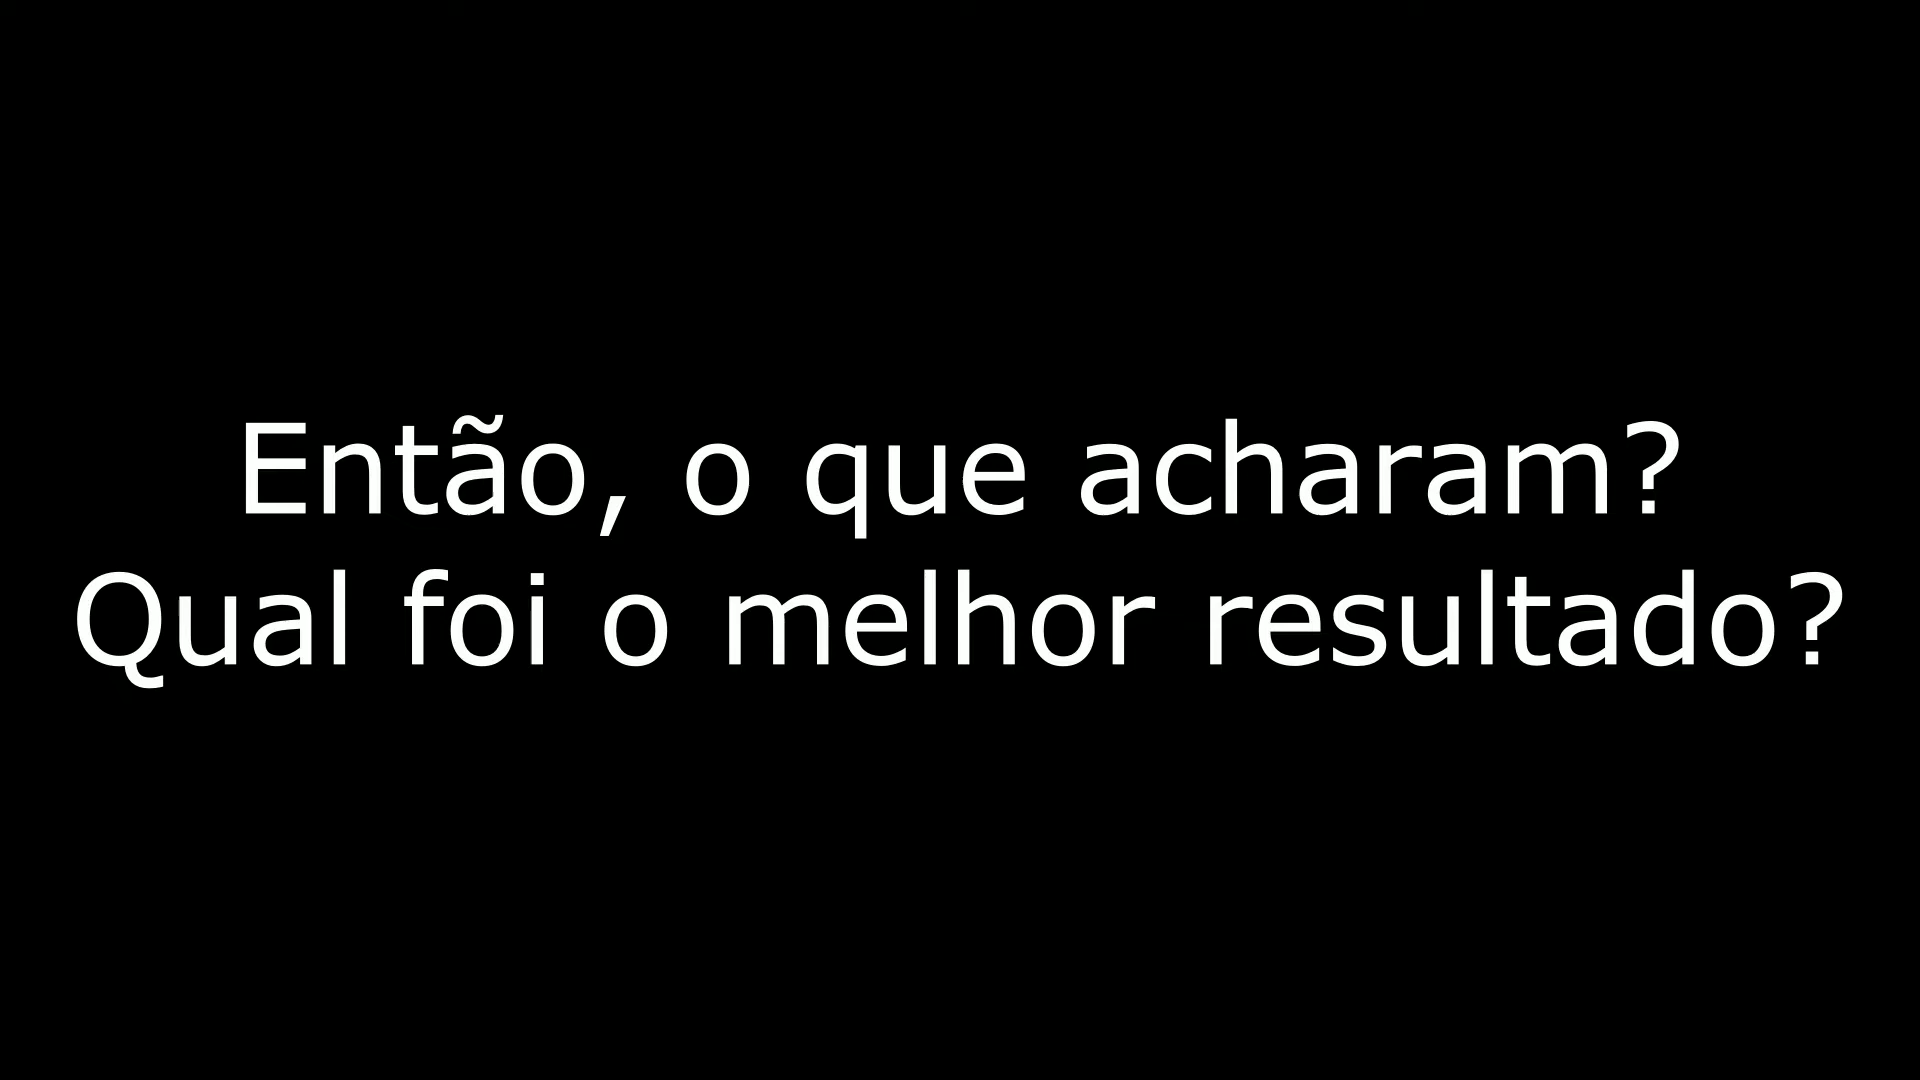 Então, o que acharam?
Qual foi o melhor resultado?